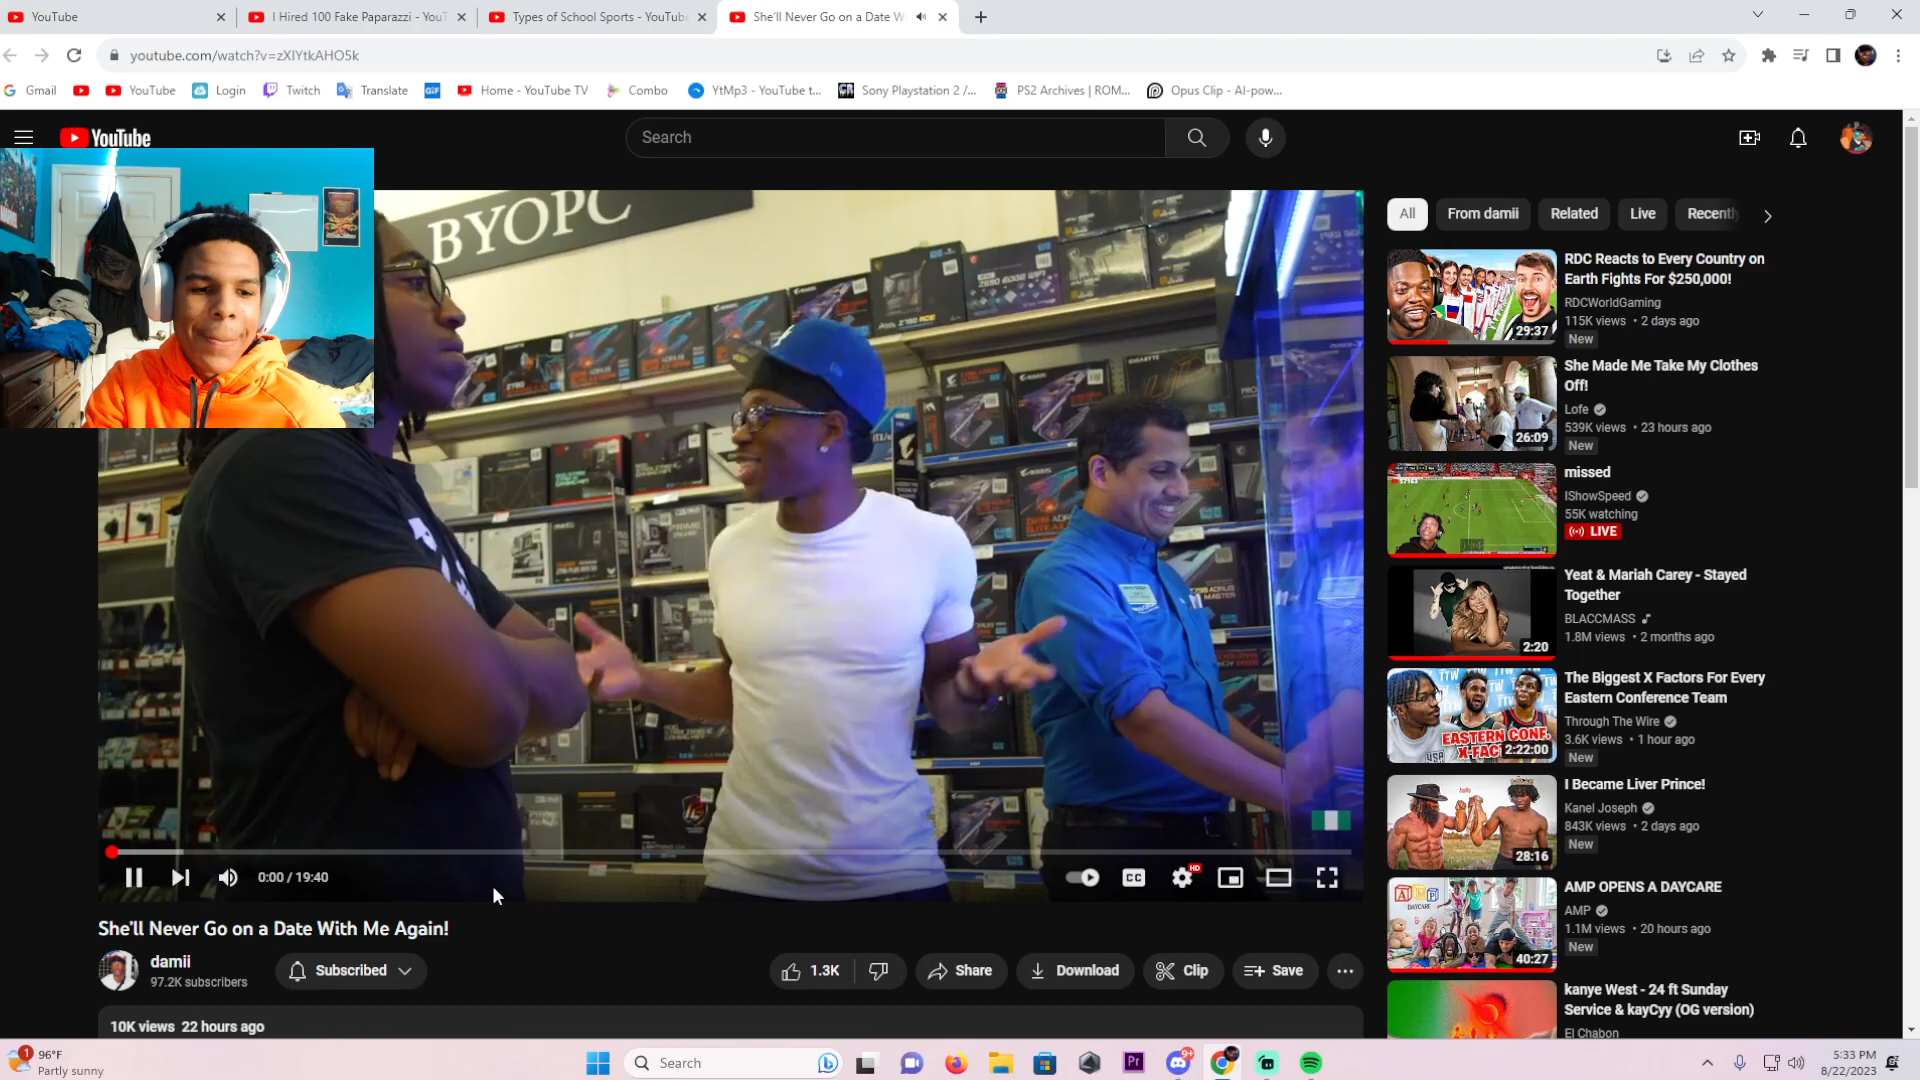 YouTube
I Hired 100 Fake Paparazzi - YouT
Types of School Sports - YouTube
She'll Never Go on a Date W
youtube.com/watch?v=zXIYtkAHO5k
Gmail
YouTube
Login
Twitch
Translate
GIF
Home - YouTube TV
Combo
YtMp3 - YouTube t...
Sony Playstation 2 /...
PS2 Archives | ROM...
Opus Clip - AI-pow...
YouTube
Search
BYOPC
All
From damii
Related
Live
Recently
RDC Reacts to Every Country on
Earth Fights For $250,000!
RDCWorldGaming
115K views • 2 days ago
New
29:37
She Made Me Take My Clothes
Off!
Lofe
539K views • 23 hours ago
New
26:09
missed
IShowSpeed
55K watching
LIVE
Yeat & Mariah Carey - Stayed
Together
BLACCMASS
1.8M views • 2 months ago
2:20
The Biggest X Factors For Every
Eastern Conference Team
Through The Wire
3.6K views • 1 hour ago
New
EASTERN CONF.
X-FAC
2:22:00
I Became Liver Prince!
Kanel Joseph
843K views • 2 days ago
New
28:16
AMP OPENS A DAYCARE
AMP
1.1M views • 20 hours ago
New
DAYCARE
40:27
kanye West - 24 ft Sunday
Service & kayCyy (OG version)
El Chabon
0:00 / 19:40
CC
HD
She'll Never Go on a Date With Me Again!
damii
97.2K subscribers
Subscribed
1.3K
Share
Download
Clip
Save
10K views 22 hours ago
1
96°F
Partly sunny
Search
Pr
9+
5:33 PM
8/22/2023